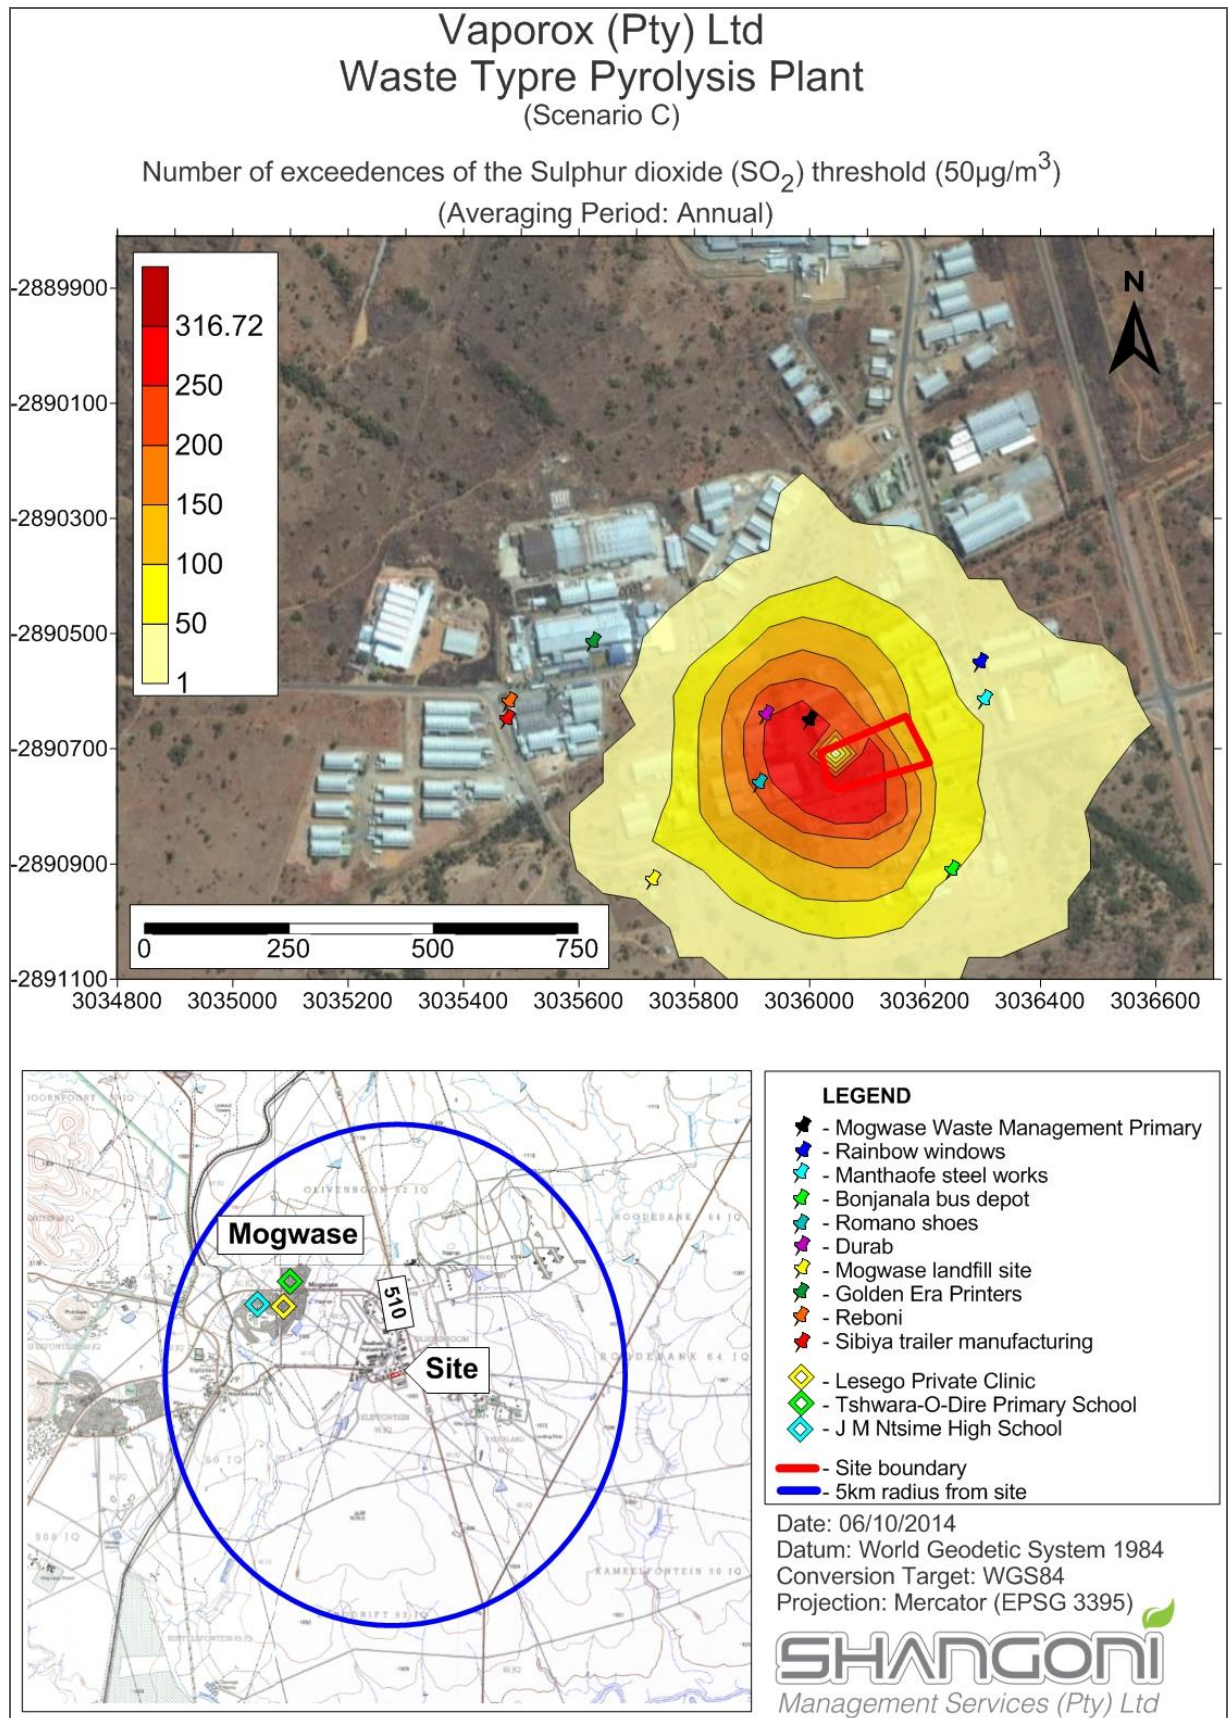 Vaporox (Pty) Ltd
Waste Typre Pyrolysis Plant
(Scenario C)
Number of exceedences of the Sulphur dioxide (SO2) threshold (50µg/m3)
(Averaging Period: Annual)
-2889900
-2890100
-2890300
-2890500
-2890700
-2890900
-2891100
316.72
250
200
150
100
50
1
N
0 250 500 750
3034800 3035000 3035200 3035400 3035600 3035800 3036000 3036200 3036400 3036600
Mogwase
510
Site
LEGEND
- Mogwase Waste Management Primary
- Rainbow windows
- Manthaofe steel works
- Bonjanala bus depot
- Romano shoes
- Durab
- Mogwase landfill site
- Golden Era Printers
- Reboni
- Sibiya trailer manufacturing
- Lesego Private Clinic
- Tshwara-O-Dire Primary School
- J M Ntsime High School
- Site boundary
- 5km radius from site
Date: 06/10/2014
Datum: World Geodetic System 1984
Conversion Target: WGS84
Projection: Mercator (EPSG 3395)
SHANGONI
Management Services (Pty) Ltd